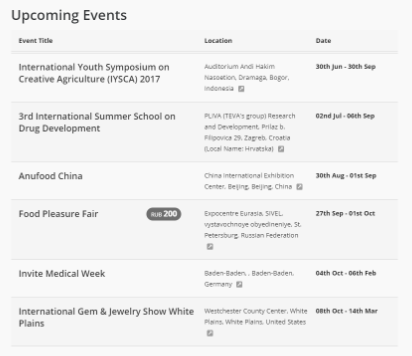 Upcoming Events
Event Title Location Date
International Youth Symposium on
Creative Agriculture (IYSCA) 2017
Auditorium Andi Hakim
Nasoetion, Dramaga, Bogor,
Indonesia
30th Jun - 30th Sep
3rd International Summer School on
Drug Development
PLIVA (TEVA's group) Research
and Development, Prilaz b.
Filipovica 29, Zagreb, Croatia
(Local Name: Hrvatska)
02nd Jul - 06th Sep
Anufood China
China International Exhibition
Center, Beijing, Beijing, China
30th Aug - 01st Sep
Food Pleasure Fair
RUB 200
Expocentre Eurasia, SIVEL,
vystavochnoye obyedineniye, St.
Petersburg, Russian Federation
27th Sep - 01st Oct
Invite Medical Week
Baden-Baden, , Baden-Baden,
Germany
04th Oct - 06th Feb
International Gem & Jewelry Show White
Plains
Westchester County Center, White
Plains, White Plains, United States
08th Oct - 14th Mar